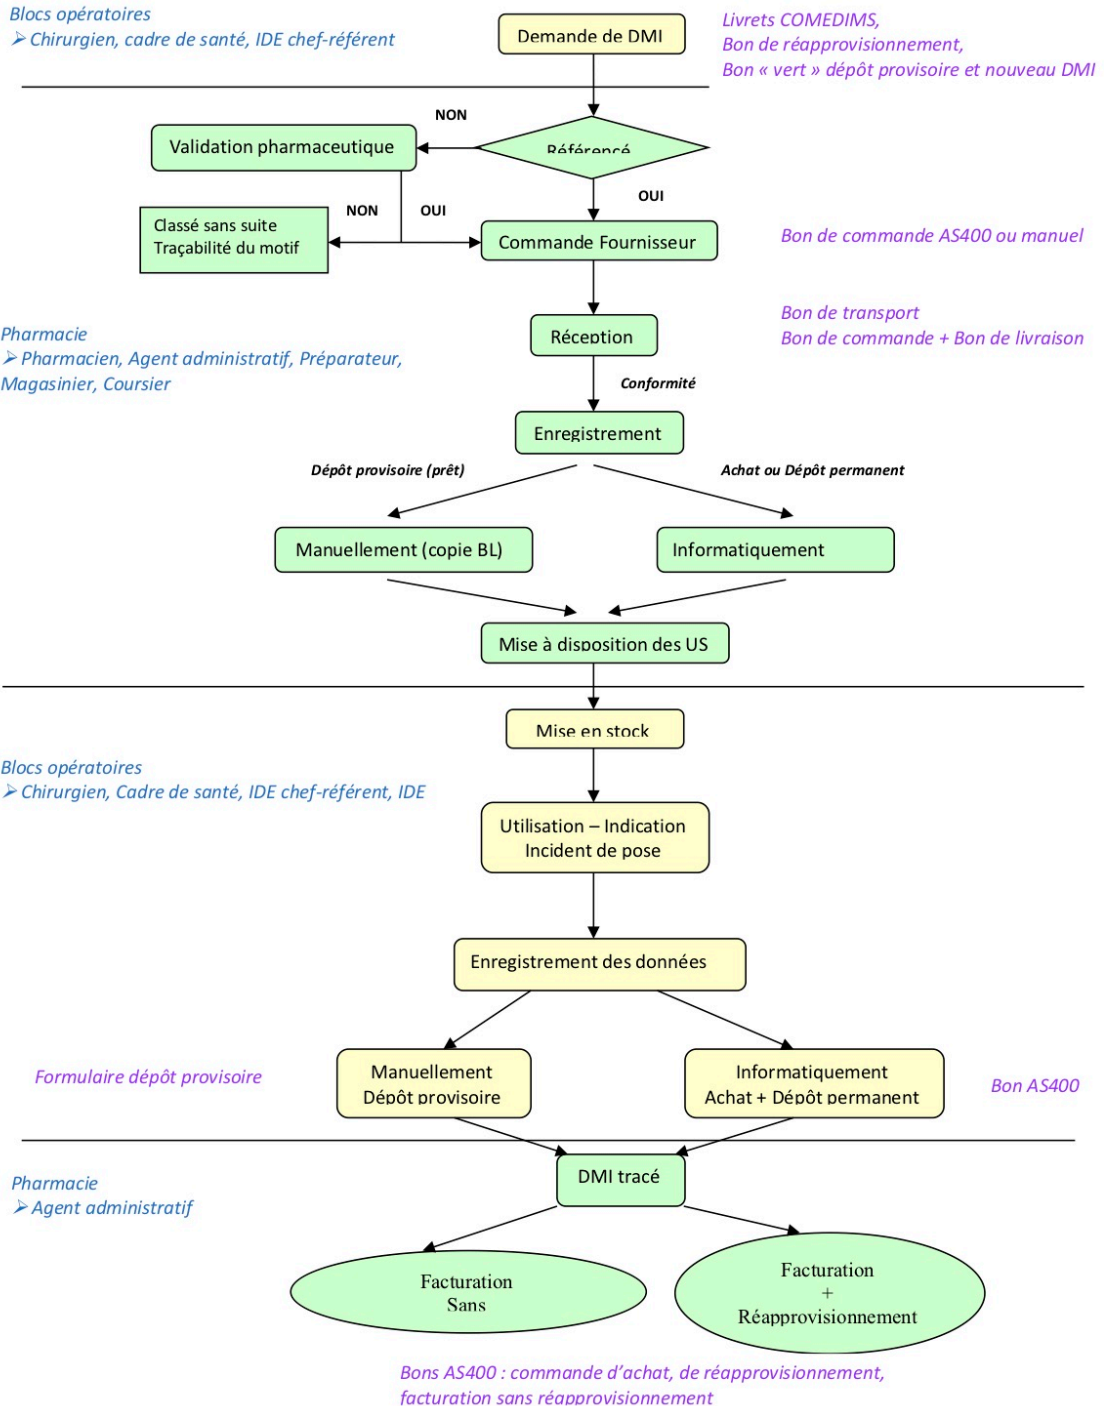 Blocs opératoires
➢ Chirurgien, cadre de santé, IDE chef-référent
Demande de DMI
Livrets COMEDIMS,
Bon de réapprovisionnement,
Bon « vert » dépôt provisoire et nouveau DMI
NON
Validation pharmaceutique
Référencé
OUI
NON
OUI
Classé sans suite
Traçabilité du motif
Commande Fournisseur
Bon de commande AS400 ou manuel
Pharmacie
➢ Pharmacien, Agent administratif, Préparateur,
Magasinier, Coursier
Réception
Bon de transport
Bon de commande + Bon de livraison
Conformité
Enregistrement
Dépôt provisoire (prêt)
Achat ou Dépôt permanent
Manuellement (copie BL)
Informatiquement
Mise à disposition des US
Mise en stock
Blocs opératoires
➢ Chirurgien, Cadre de santé, IDE chef-référent, IDE
Utilisation – Indication
Incident de pose
Enregistrement des données
Formulaire dépôt provisoire
Manuellement
Dépôt provisoire
Informatiquement
Achat + Dépôt permanent
Bon AS400
Pharmacie
➢ Agent administratif
DMI tracé
Facturation
Sans
Facturation
+
Réapprovisionnement
Bons AS400 : commande d'achat, de réapprovisionnement,
facturation sans réapprovisionnement